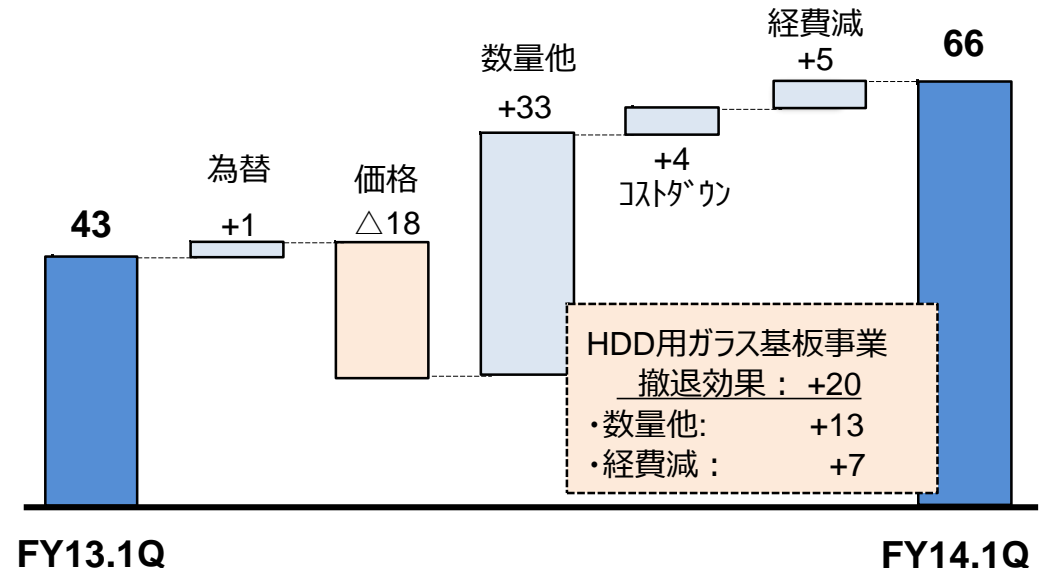 43
為替
+1
価格
△18
数量他
+33
+4
ｺｽﾄﾀﾞｳﾝ
経費減
+5
66
HDD用ガラス基板事業
撤退効果： +20
･数量他: +13
･経費減： +7
FY13.1Q
FY14.1Q